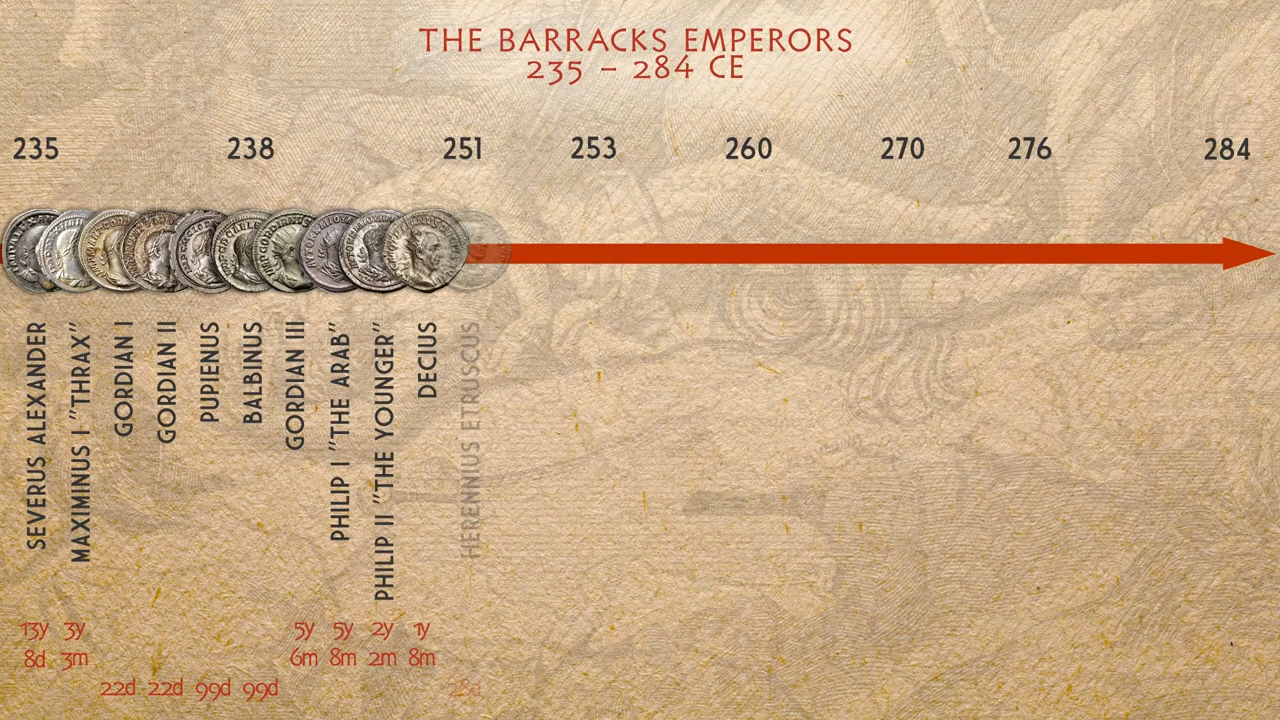 THE BARRACKS EMPERORS
235 – 284 CE
235 238 251 253 260 270 276 284
SEVERUS ALEXANDER
MAXIMINUS I "THRAX"
GORDIAN I
GORDIAN II
PUPIENUS
BALBINUS
GORDIAN III
PHILIP I "THE ARAB"
PHILIP II "THE YOUNGER"
DECIUS
HERENNIUS ETRUSCUS
13y 3y 5y 5y 2y 1y
8d 3m 6m 8m 2m 8m
22d 22d 99d 99d